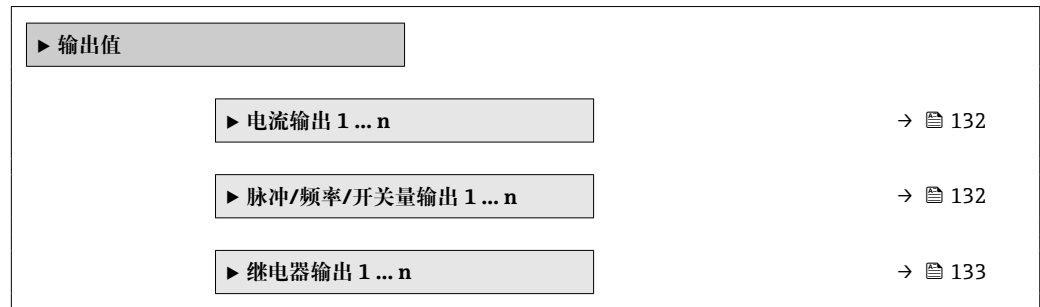 ▶ 输出值
▶ 电流输出 1 … n → 132
▶ 脉冲/频率/开关量输出 1 … n → 132
▶ 继电器输出 1 … n → 133